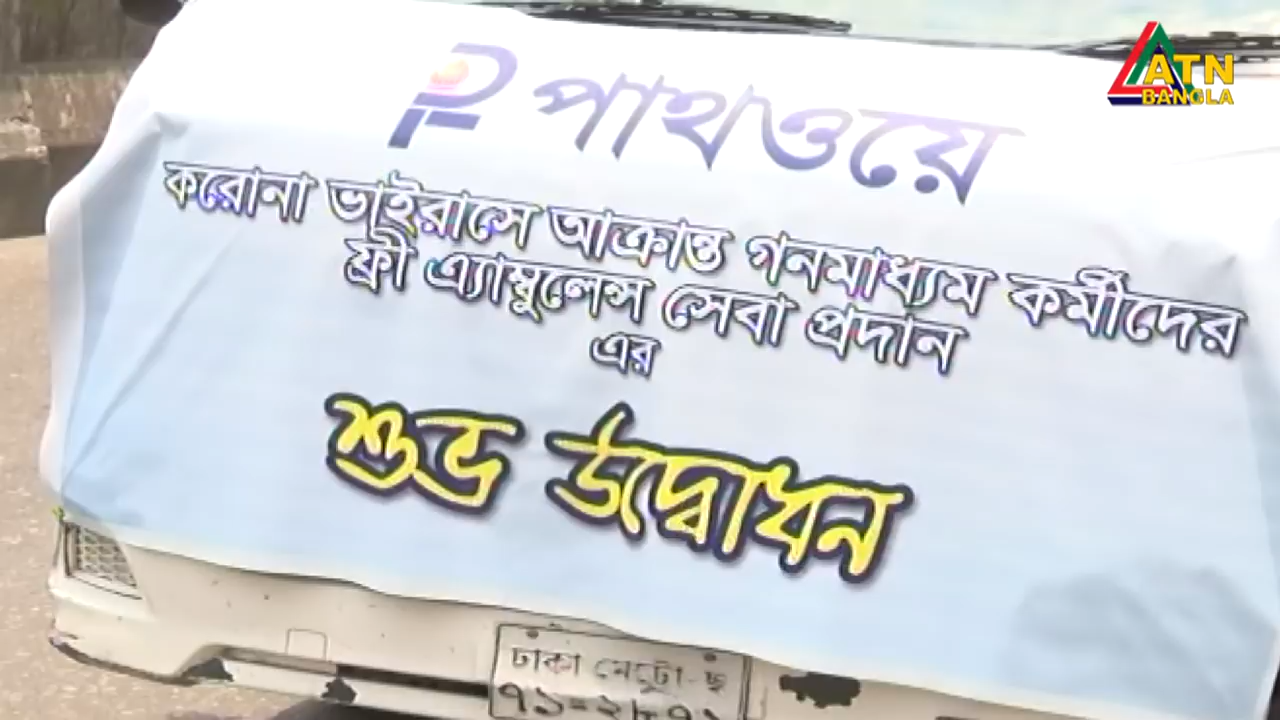 ATN
BANGLA
পাথওয়ে
করোনা ভাইরাসে আক্রান্ত গনমাধ্যম কর্মীদের
ফ্রী এ্যাম্বুলেন্স সেবা প্রদান
এর
শুভ উদ্বোধন
ঢাকা মেট্রো-ছ